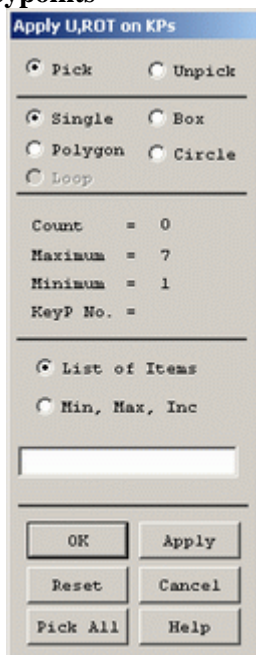 Apply U,ROT on KPs
Pick Unpick
Single Box
Polygon Circle
Loop
Count = 0
Maximum = 7
Minimum = 1
KeyP No. =
List of Items
Min, Max, Inc
OK Apply
Reset Cancel
Pick All Help